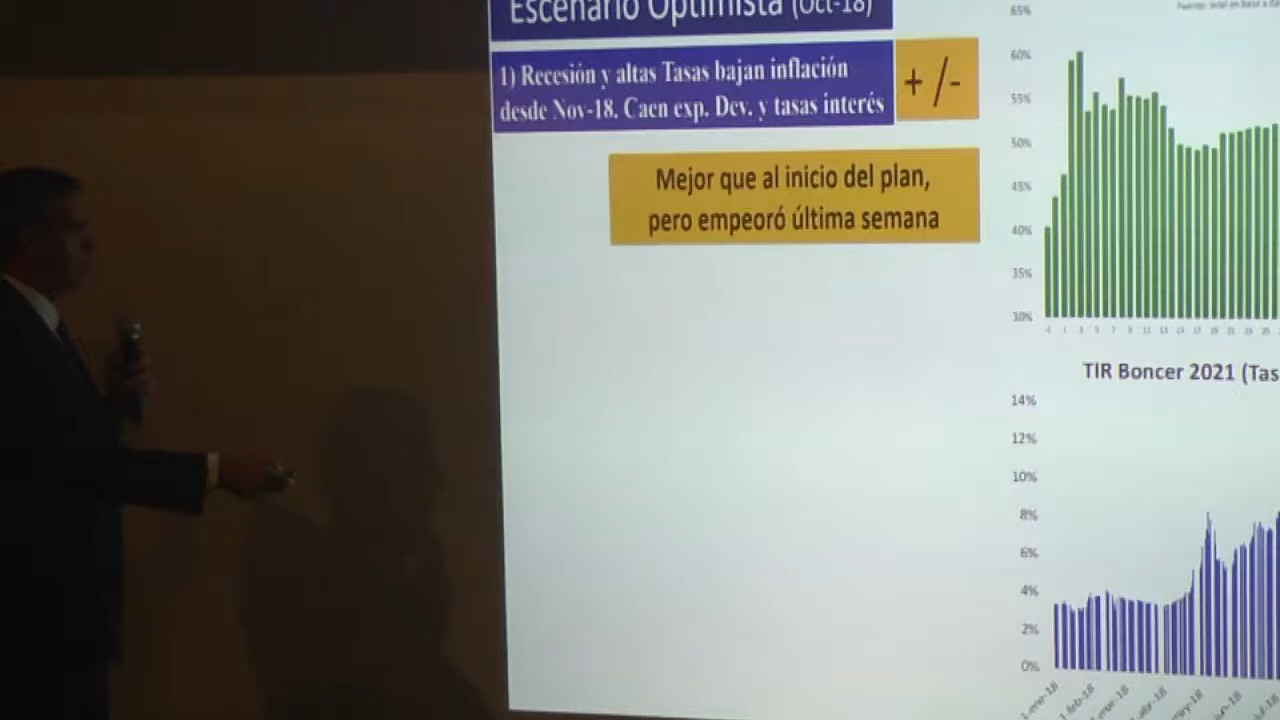 Escenario Optimista (Oct-18)
1) Recesión y altas Tasas bajan inflación
desde Nov-18. Caen exp. Dev. y tasas interés
+ /-
Mejor que al inicio del plan,
pero empeoró última semana
65%
60%
55%
50%
45%
40%
35%
30%
TIR Boncer 2021 (Tas
14%
12%
10%
8%
6%
4%
2%
0%